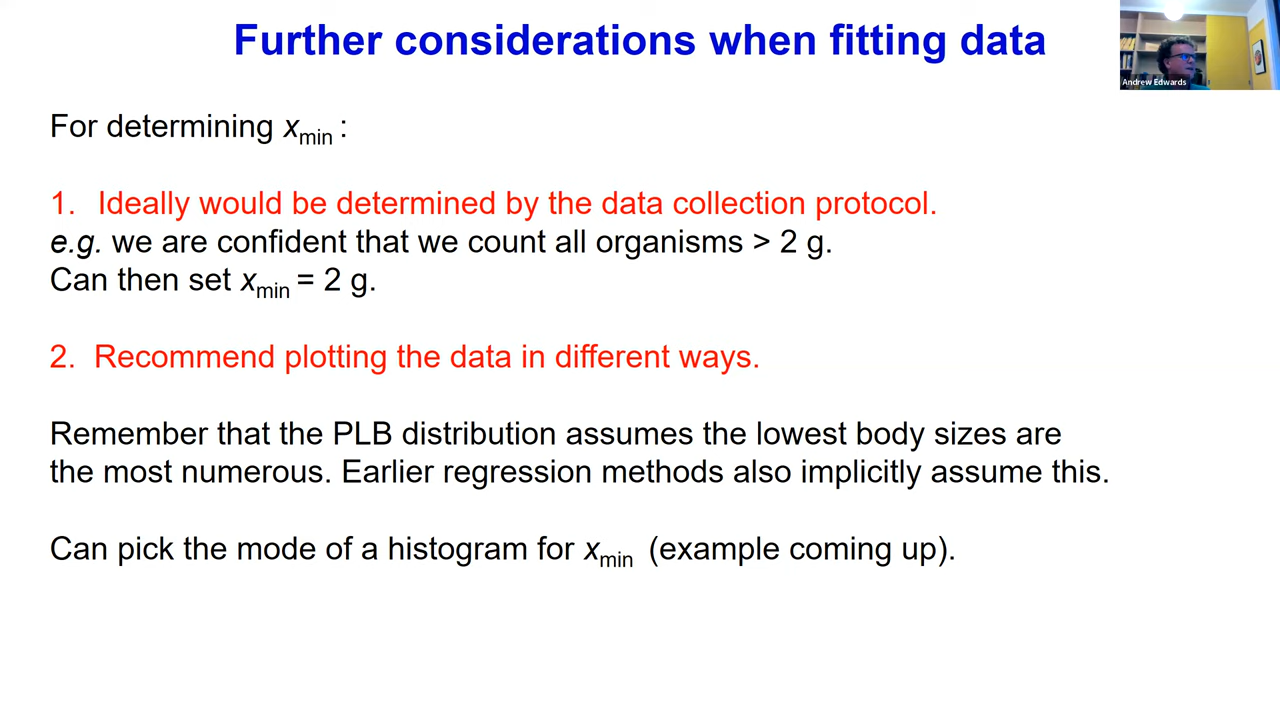 Further considerations when fitting data
Andrew Edwards
For determining xmin :
1. Ideally would be determined by the data collection protocol.
e.g. we are confident that we count all organisms > 2 g.
Can then set xmin = 2 g.
2. Recommend plotting the data in different ways.
Remember that the PLB distribution assumes the lowest body sizes are
the most numerous. Earlier regression methods also implicitly assume this.
Can pick the mode of a histogram for xmin (example coming up).